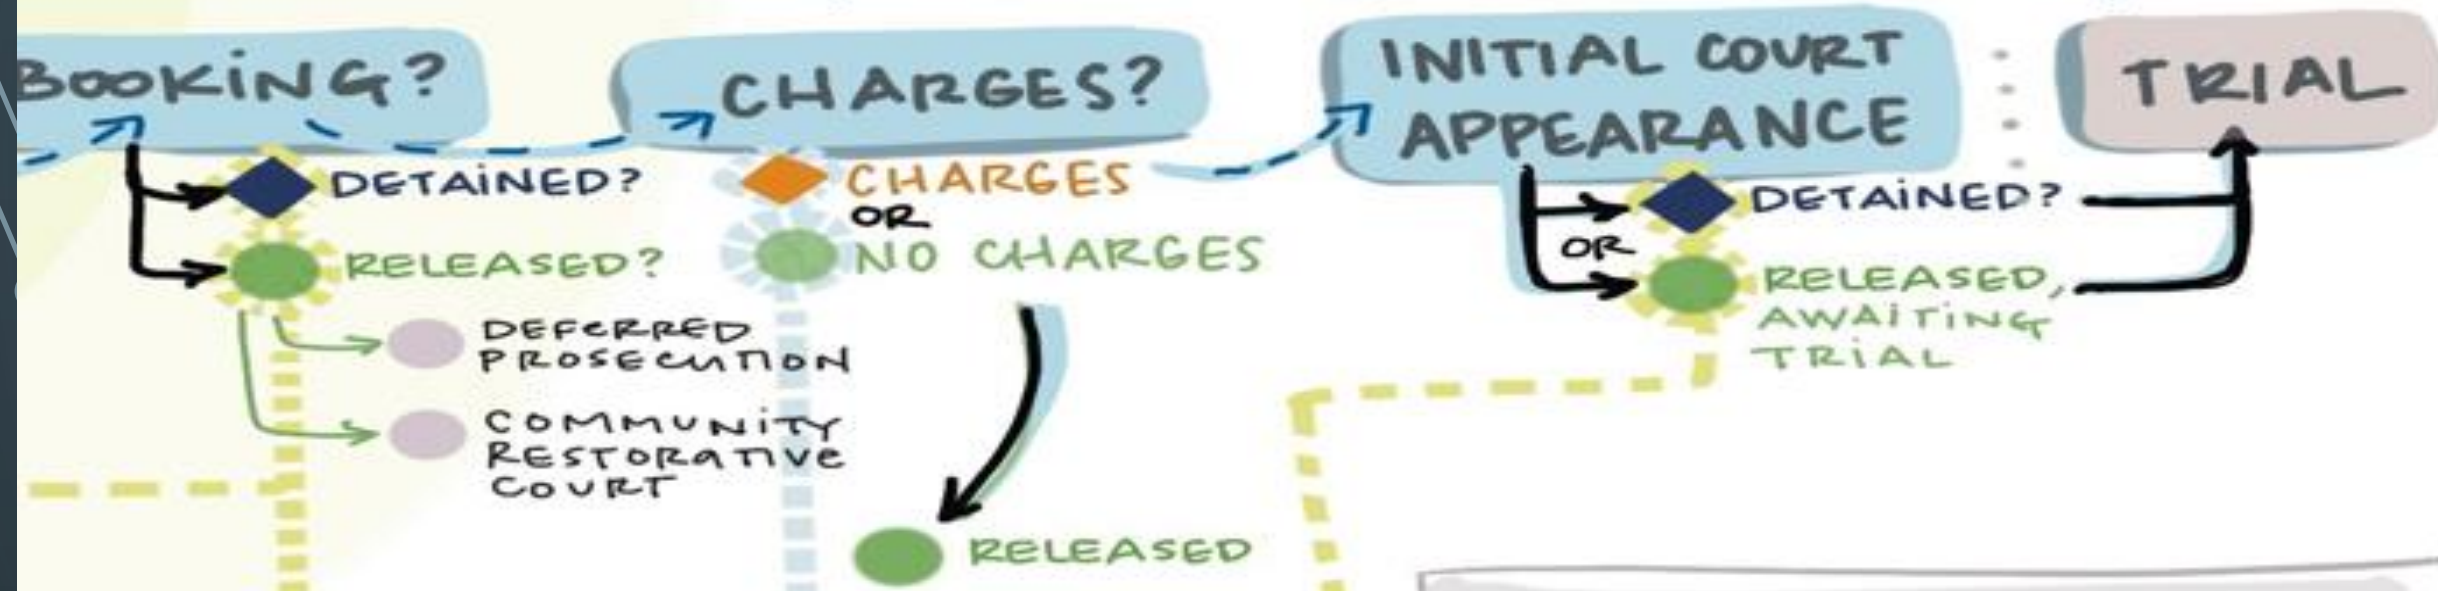 BOOKING?
DETAINED?
RELEASED?
DEFERRED
PROSECUTION
COMMUNITY
RESTORATIVE
COURT
CHARGES?
CHARGES
OR
NO CHARGES
RELEASED
INITIAL COURT
APPEARANCE
DETAINED?
OR
RELEASED,
AWAITING
TRIAL
TRIAL